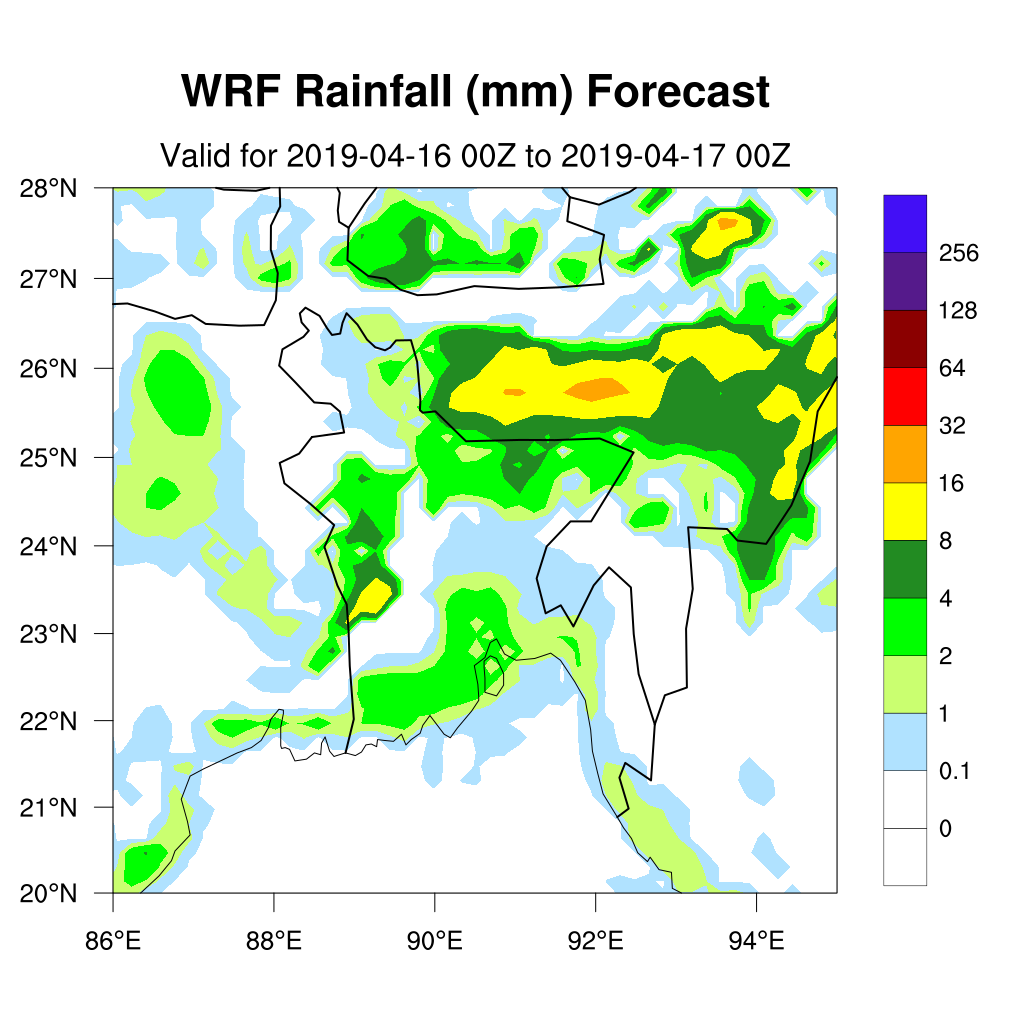 WRF Rainfall (mm) Forecast
Valid for 2019-04-16 00Z to 2019-04-17 00Z
28°N
27°N
26°N
25°N
24°N
23°N
22°N
21°N
20°N
86°E 88°E 90°E 92°E 94°E
256
128
64
32
16
8
4
2
1
0.1
0